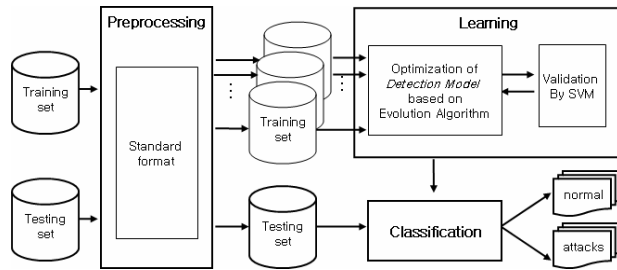 Preprocessing
Learning
Training
set
Standard
format
Training
set
Optimization of
Detection Model
based on
Evolution Algorithm
Validation
By SVM
Testing
set
Testing
set
Classification
normal
attacks